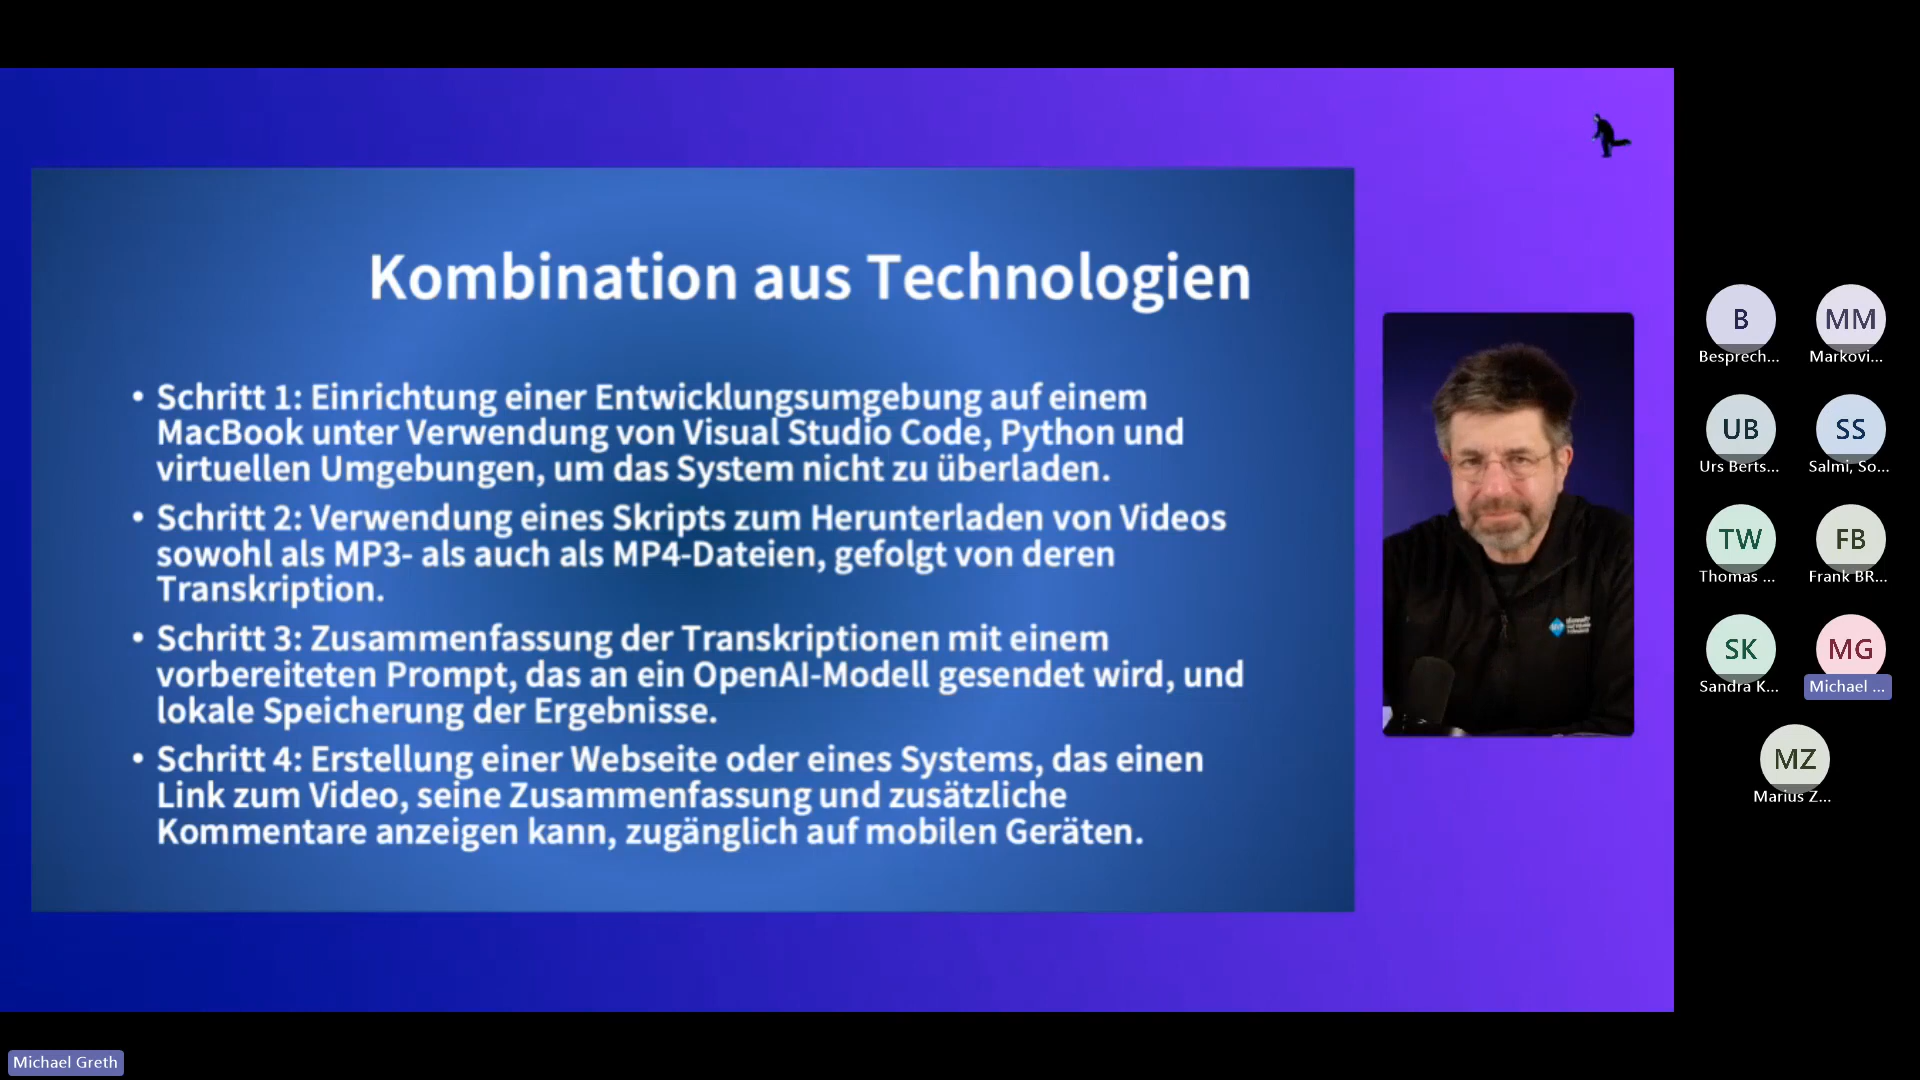 Kombination aus Technologien
• Schritt 1: Einrichtung einer Entwicklungsumgebung auf einem
MacBook unter Verwendung von Visual Studio Code, Python und
virtuellen Umgebungen, um das System nicht zu überladen.
• Schritt 2: Verwendung eines Skripts zum Herunterladen von Videos
sowohl als MP3- als auch als MP4-Dateien, gefolgt von deren
Transkription.
• Schritt 3: Zusammenfassung der Transkriptionen mit einem
vorbereiteten Prompt, das an ein OpenAI-Modell gesendet wird, und
lokale Speicherung der Ergebnisse.
• Schritt 4: Erstellung einer Webseite oder eines Systems, das einen
Link zum Video, seine Zusammenfassung und zusätzliche
Kommentare anzeigen kann, zugänglich auf mobilen Geräten.
B
Besprech...
MM
Markovi...
UB
Urs Berts...
SS
Salmi, So...
TW
Thomas ...
FB
Frank BR...
SK
Sandra K...
MG
Michael ...
MZ
Marius Z...
Michael Greth